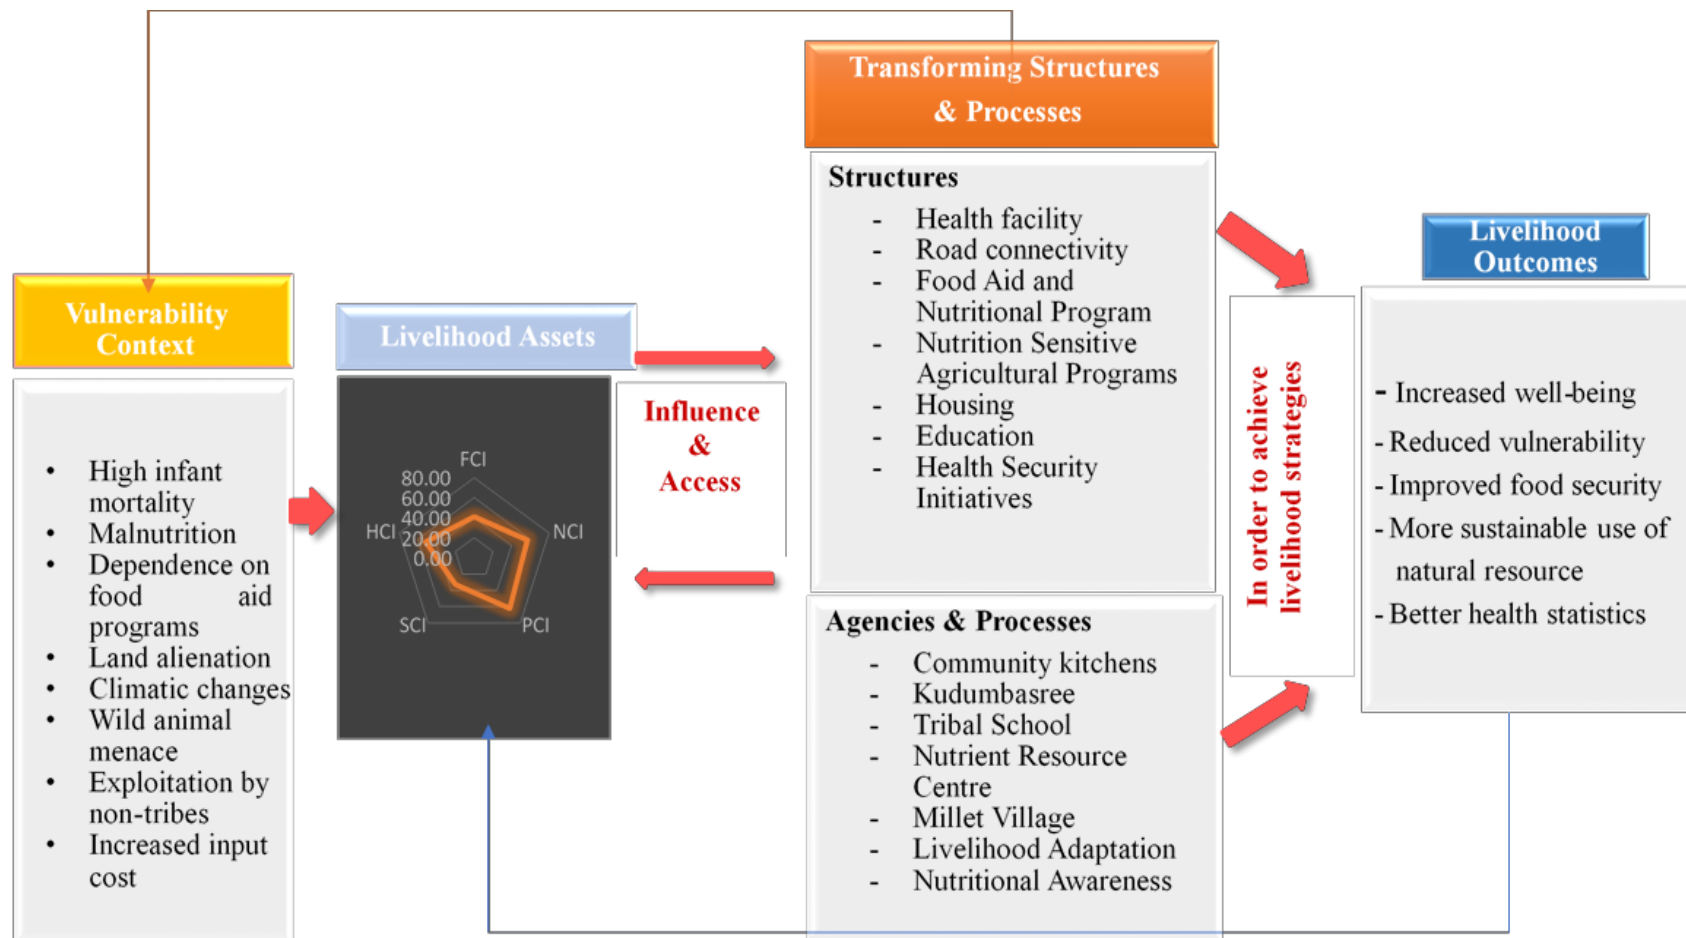 Vulnerability
Context
• High infant
mortality
• Malnutrition
• Dependence on
food aid
programs
• Land alienation
• Climatic changes
• Wild animal
menace
• Exploitation by
non-tribes
• Increased input
cost
Livelihood Assets
FCI
80.00
60.00
40.00
20.00
0.00
HCI
NCI
SCI
PCI
Influence
&
Access
Transforming Structures
& Processes
Structures
- Health facility
- Road connectivity
- Food Aid and
Nutritional Program
- Nutrition Sensitive
Agricultural Programs
- Housing
- Education
- Health Security
Initiatives
Agencies & Processes
- Community kitchens
- Kudumbasree
- Tribal School
- Nutrient Resource
Centre
- Millet Village
- Livelihood Adaptation
- Nutritional Awareness
In order to achieve
livelihood strategies
Livelihood
Outcomes
- Increased well-being
- Reduced vulnerability
- Improved food security
- More sustainable use of
natural resource
- Better health statistics